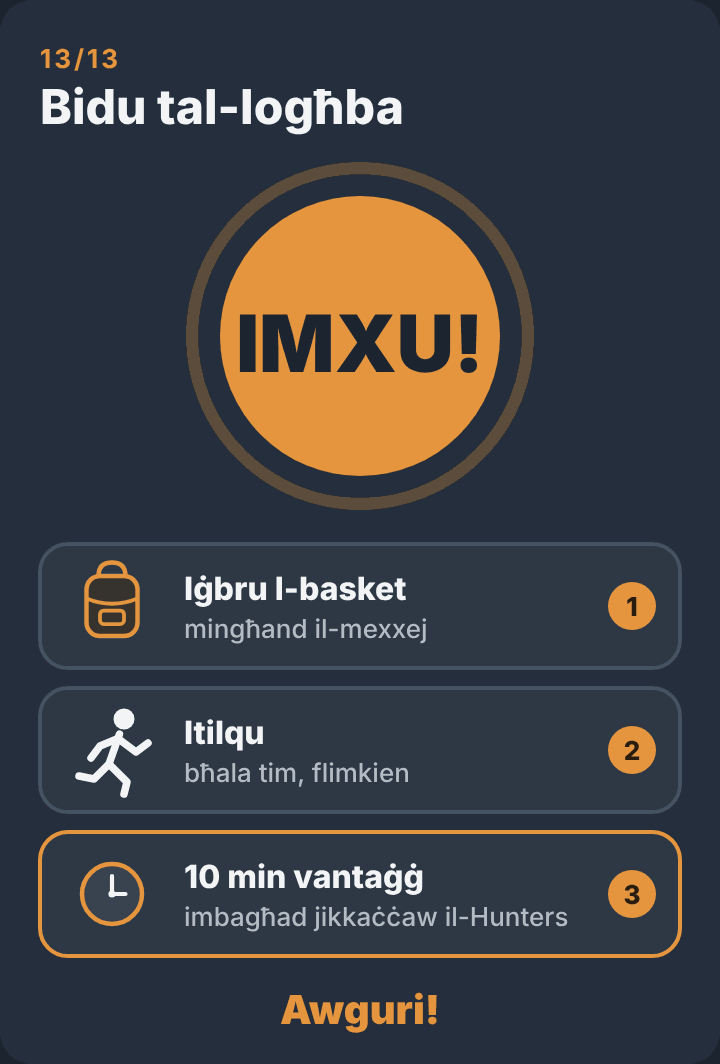 13/13
Bidu tal-logħba
IMXU!
Iġbru l-basket
mingħand il-mexxej
1
Itilqu
bħala tim, flimkien
2
10 min vantaġġ
imbagħad jikkaċċaw il-Hunters
3
Awguri!